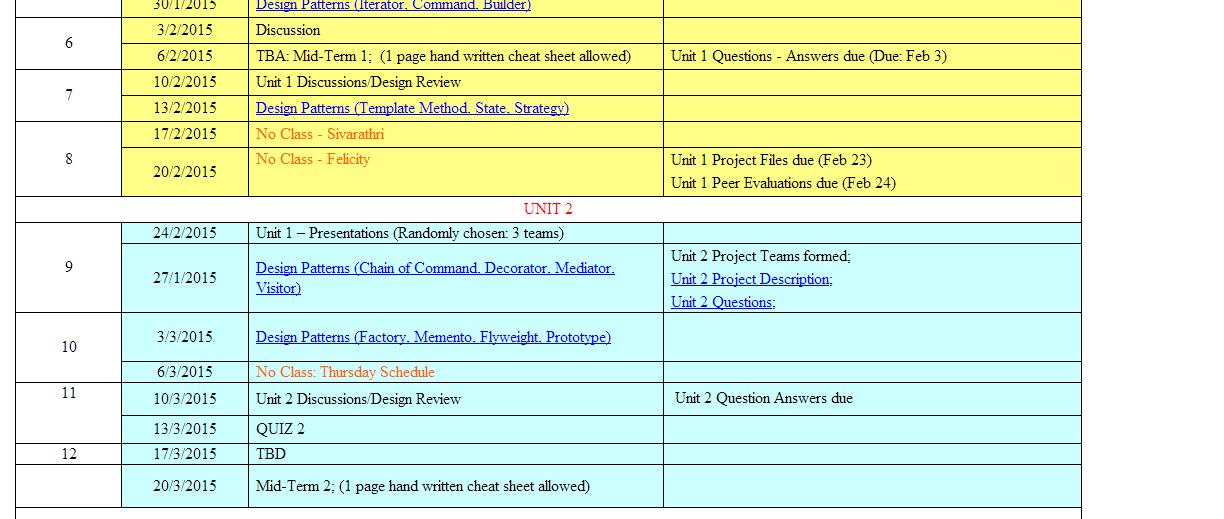 30/1/2015 Design Patterns (Iterator, Command, Builder)
6
3/2/2015 Discussion
6/2/2015 TBA: Mid-Term 1; (1 page hand written cheat sheet allowed) Unit 1 Questions - Answers due (Due: Feb 3)
7
10/2/2015 Unit 1 Discussions/Design Review
13/2/2015 Design Patterns (Template Method, State, Strategy)
8
17/2/2015 No Class - Sivarathri
20/2/2015 No Class - Felicity
Unit 1 Project Files due (Feb 23)
Unit 1 Peer Evaluations due (Feb 24)
UNIT 2
9
24/2/2015 Unit 1 – Presentations (Randomly chosen: 3 teams)
27/1/2015 Design Patterns (Chain of Command, Decorator, Mediator,
Visitor)
Unit 2 Project Teams formed;
Unit 2 Project Description;
Unit 2 Questions;
10
3/3/2015 Design Patterns (Factory, Memento, Flyweight, Prototype)
6/3/2015 No Class: Thursday Schedule
11
10/3/2015 Unit 2 Discussions/Design Review Unit 2 Question Answers due
13/3/2015 QUIZ 2
12 17/3/2015 TBD
20/3/2015 Mid-Term 2; (1 page hand written cheat sheet allowed)